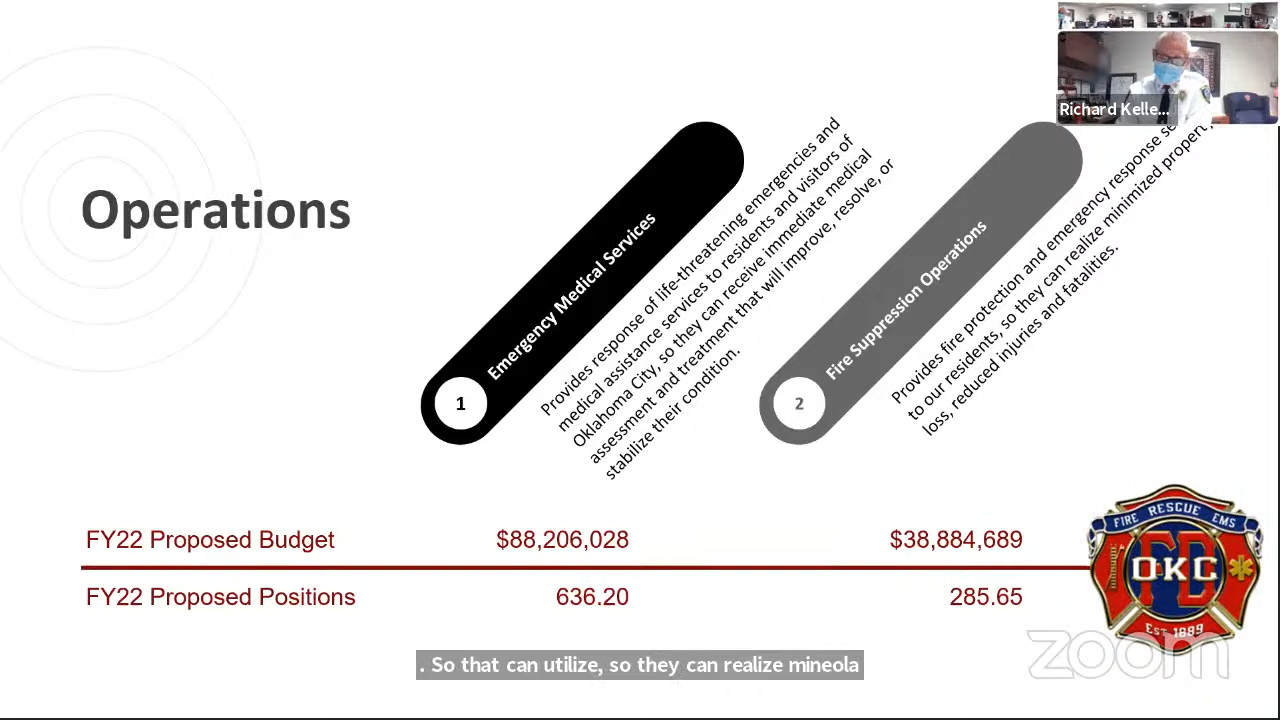 Richard Kelle...
Operations
1
Emergency Medical Services
Provides response of life-threatening emergencies and
medical assistance services to residents and visitors of
Oklahoma City, so they can receive immediate medical
assessment and treatment that will improve, resolve, or
stabilize their condition.
2
Fire Suppression Operations
Provides fire protection and emergency response
to our residents, so they can realize minimized
loss, reduced injuries and fatalities.
FY22 Proposed Budget $88,206,028 $38,884,689
FY22 Proposed Positions 636.20 285.65
FIRE RESCUE EMS
FD
OKC
EST 1889
zoom
. So that can utilize, so they can realize mineola